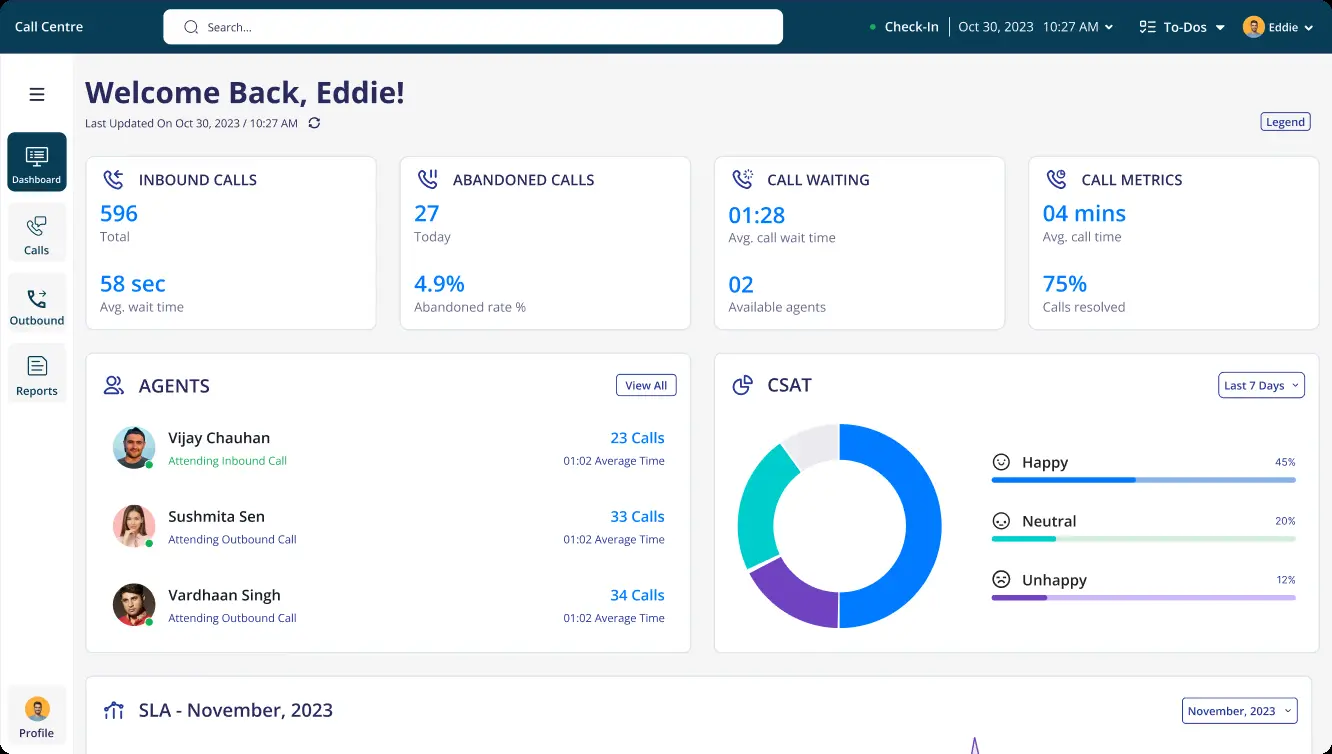 Call Centre
Search...
Check-In
Oct 30, 2023 10:27 AM
To-Dos
Eddie
Welcome Back, Eddie!
Last Updated On Oct 30, 2023 / 10:27 AM
Legend
Dashboard
Calls
Outbound
Reports
Profile
INBOUND CALLS
596
Total
58 sec
Avg. wait time
ABANDONED CALLS
27
Today
4.9%
Abandoned rate %
CALL WAITING
01:28
Avg. call wait time
02
Available agents
CALL METRICS
04 mins
Avg. call time
75%
Calls resolved
AGENTS
View All
Vijay Chauhan
23 Calls
Attending Inbound Call
01:02 Average Time
Sushmita Sen
33 Calls
Attending Outbound Call
01:02 Average Time
Vardhaan Singh
34 Calls
Attending Outbound Call
01:02 Average Time
CSAT
Last 7 Days
Happy
45%
Neutral
20%
Unhappy
12%
SLA - November, 2023
November, 2023